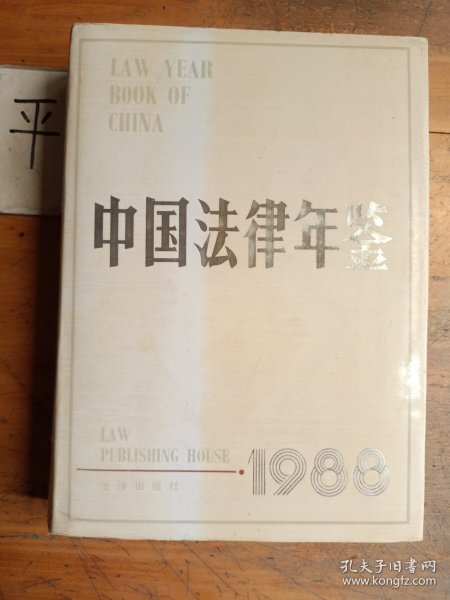 LAW YEAR
BOOK OF
CHINA
平
中国法律年鉴
LAW
PUBLISHING HOUSE
1988
法律出版社
孔夫子旧书网
www.kongfz.com